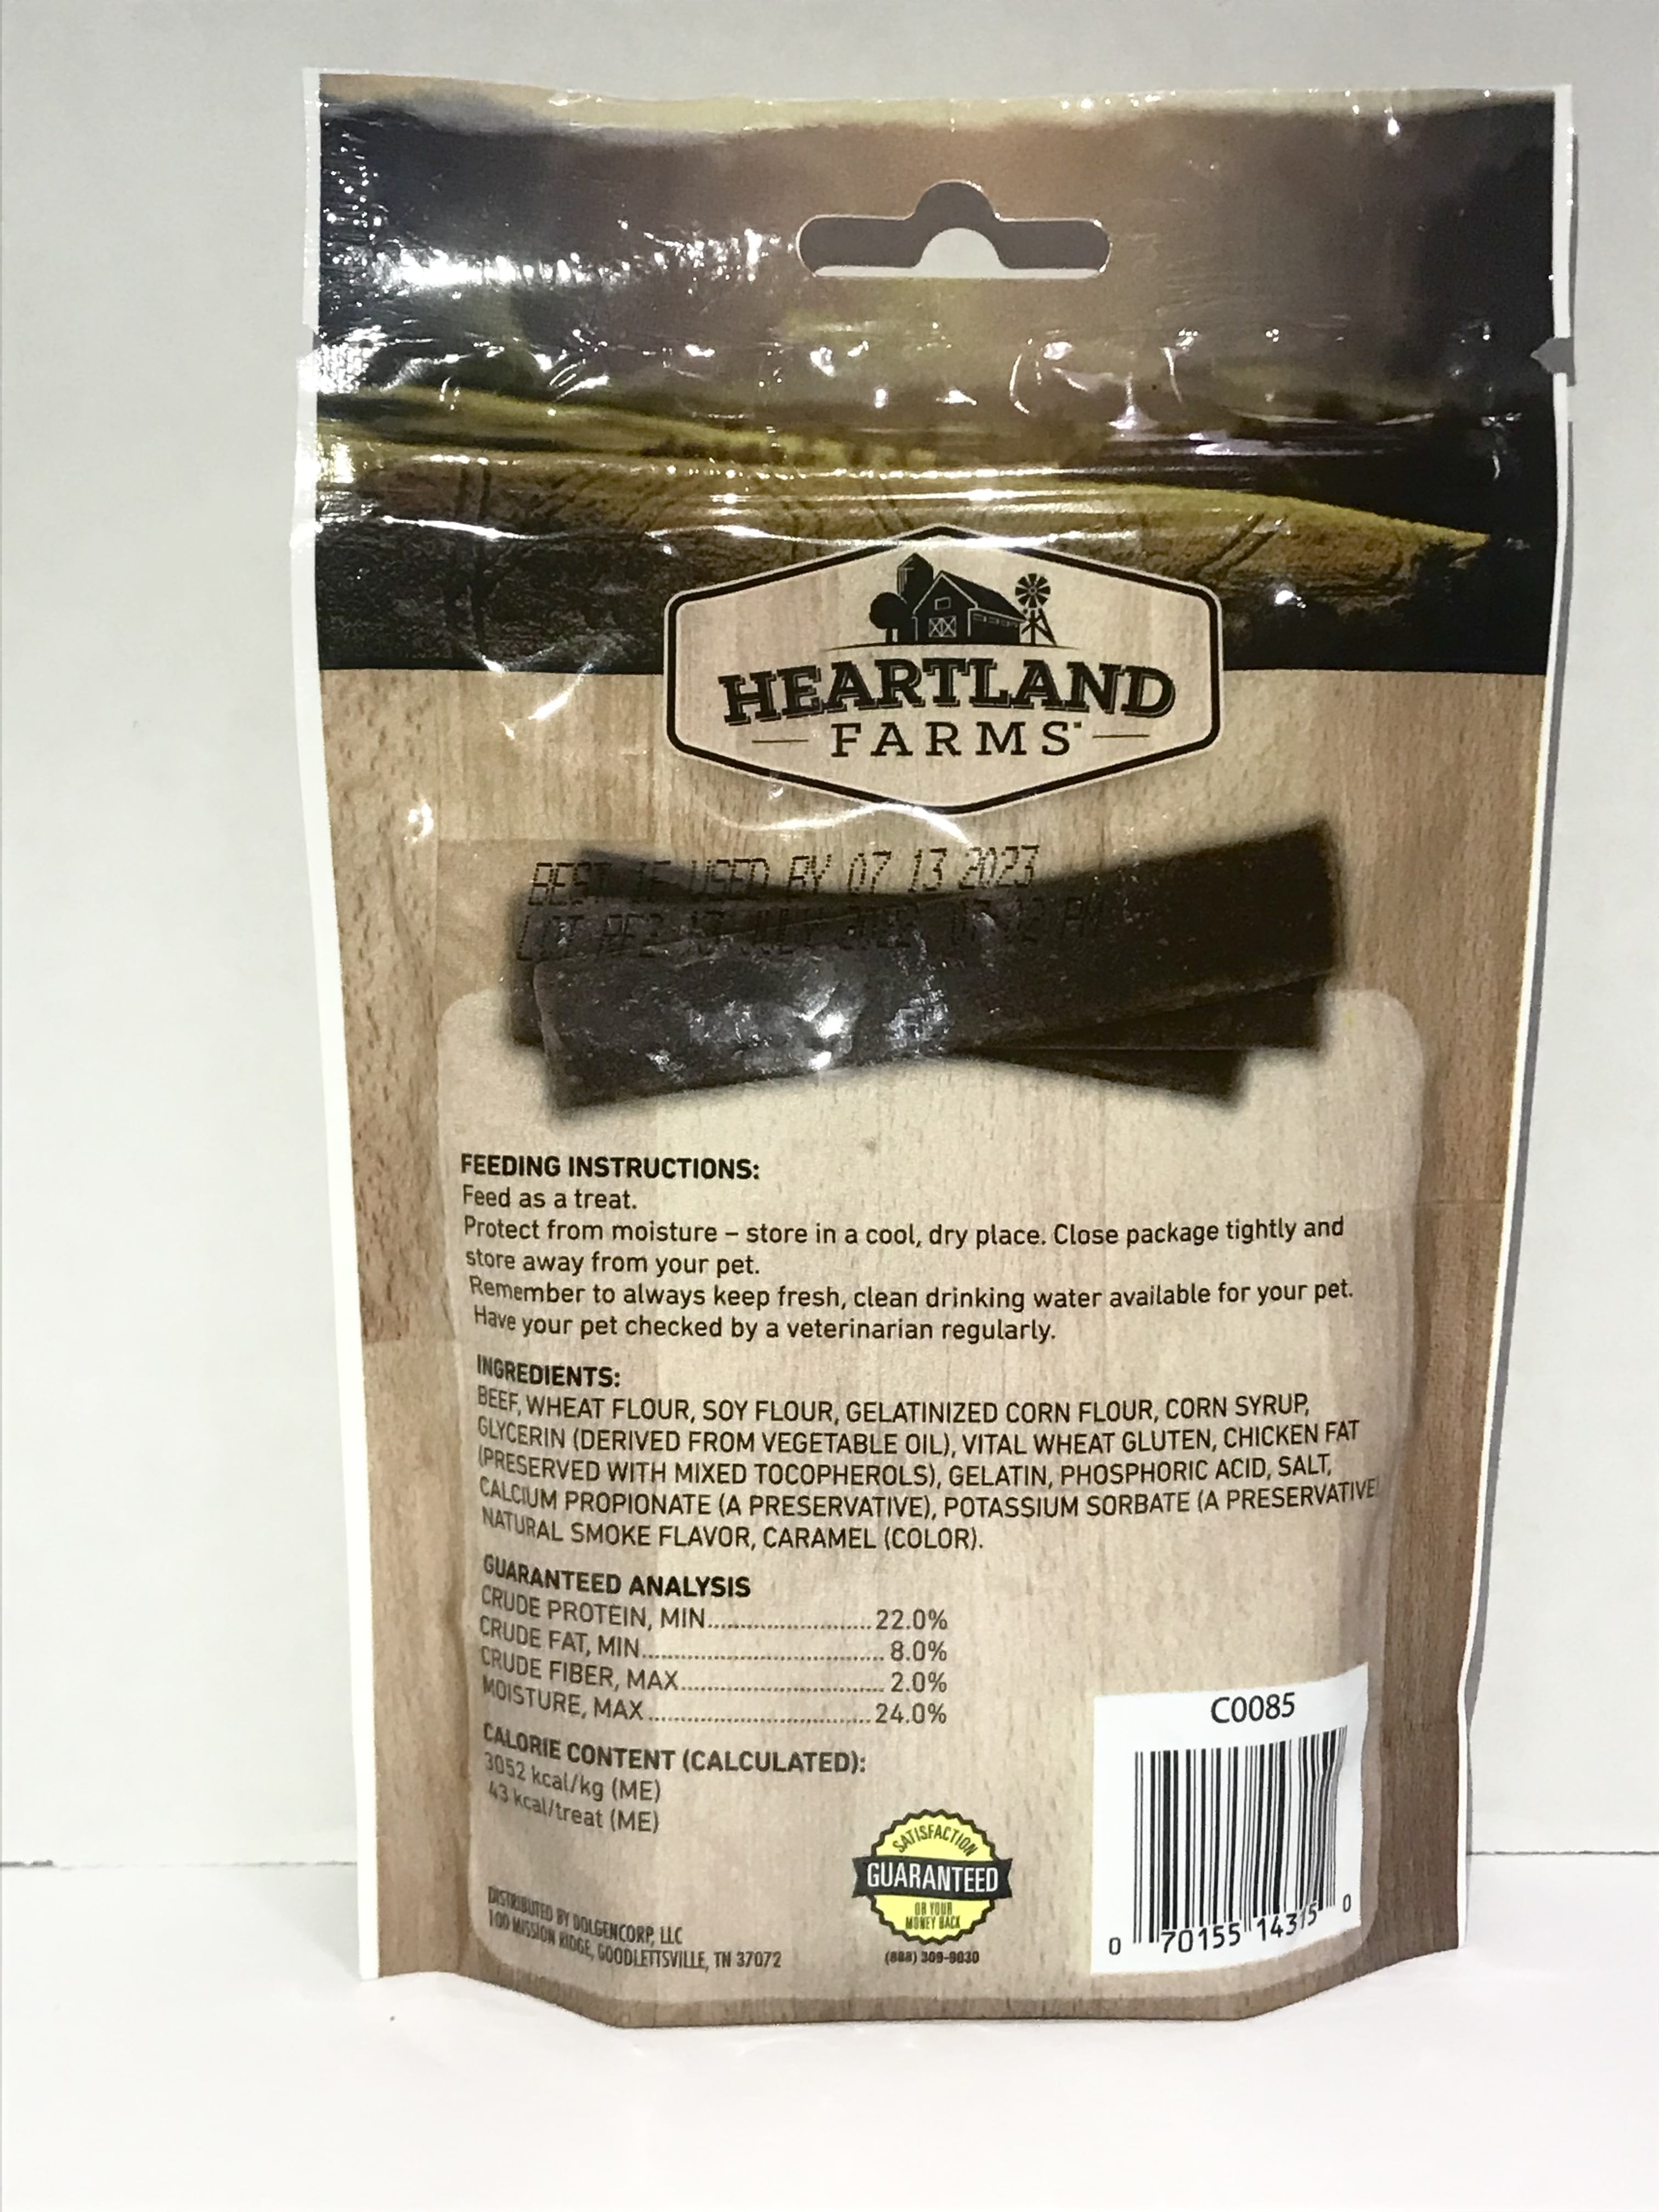 HEARTLAND
FARMS
BEST IF USED BY 07 13 2023
LOT 13 JULY 2022 PM
FEEDING INSTRUCTIONS:
Feed as a treat.
Protect from moisture – store in a cool, dry place. Close package tightly and
store away from your pet.
Remember to always keep fresh, clean drinking water available for your pet.
Have your pet checked by a veterinarian regularly.
INGREDIENTS:
BEEF, WHEAT FLOUR, SOY FLOUR, GELATINIZED CORN FLOUR, CORN SYRUP,
GLYCERIN (DERIVED FROM VEGETABLE OIL), VITAL WHEAT GLUTEN, CHICKEN FAT
(PRESERVED WITH MIXED TOCOPHEROLS), GELATIN, PHOSPHORIC ACID, SALT,
CALCIUM PROPIONATE (A PRESERVATIVE), POTASSIUM SORBATE (A PRESERVATIVE)
NATURAL SMOKE FLAVOR, CARAMEL (COLOR).
GUARANTEED ANALYSIS
CRUDE PROTEIN, MIN..........................22.0%
CRUDE FAT, MIN..........................8.0%
CRUDE FIBER, MAX..........................2.0%
MOISTURE, MAX..........................24.0%
CALORIE CONTENT (CALCULATED):
3052 kcal/kg (ME)
43 kcal/treat (ME)
DISTRIBUTED BY DOLGENCORP, LLC
100 MISSION RIDGE, GOODLETTSVILLE, TN 37072
SATISFACTION
GUARANTEED
OR YOUR
MONEY BACK
(888) 309-9030
C0085
0 70155 14315 0